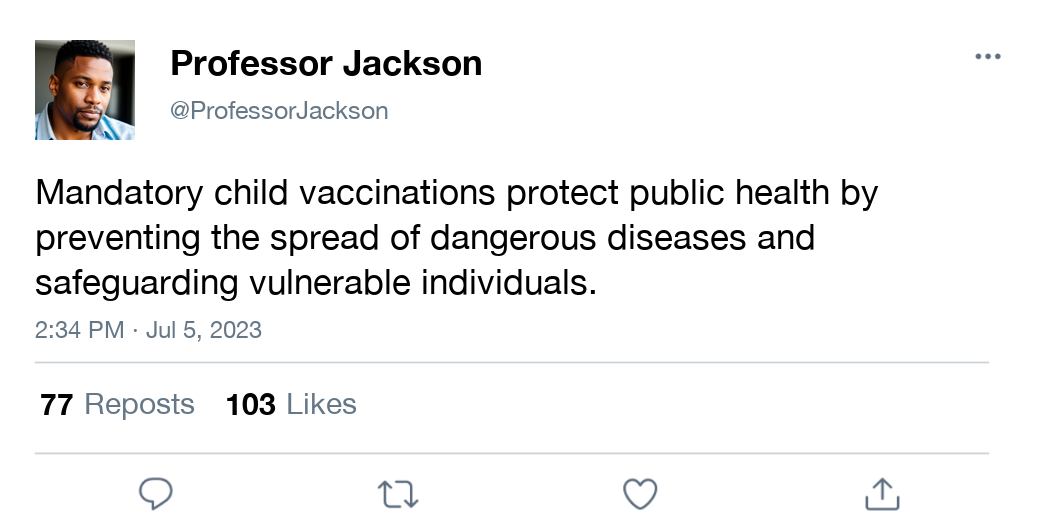 Professor Jackson
@ProfessorJackson
Mandatory child vaccinations protect public health by
preventing the spread of dangerous diseases and
safeguarding vulnerable individuals.
2:34 PM · Jul 5, 2023
77 Reposts 103 Likes